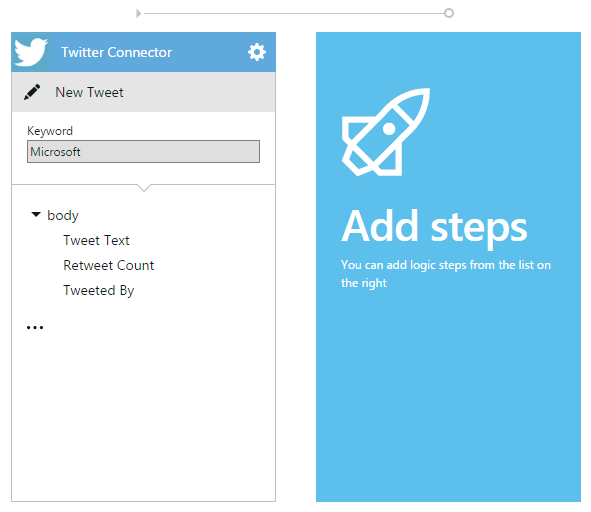 Twitter Connector
New Tweet
Keyword
Microsoft
body
Tweet Text
Retweet Count
Tweeted By
...
Add steps
You can add logic steps from the list on
the right